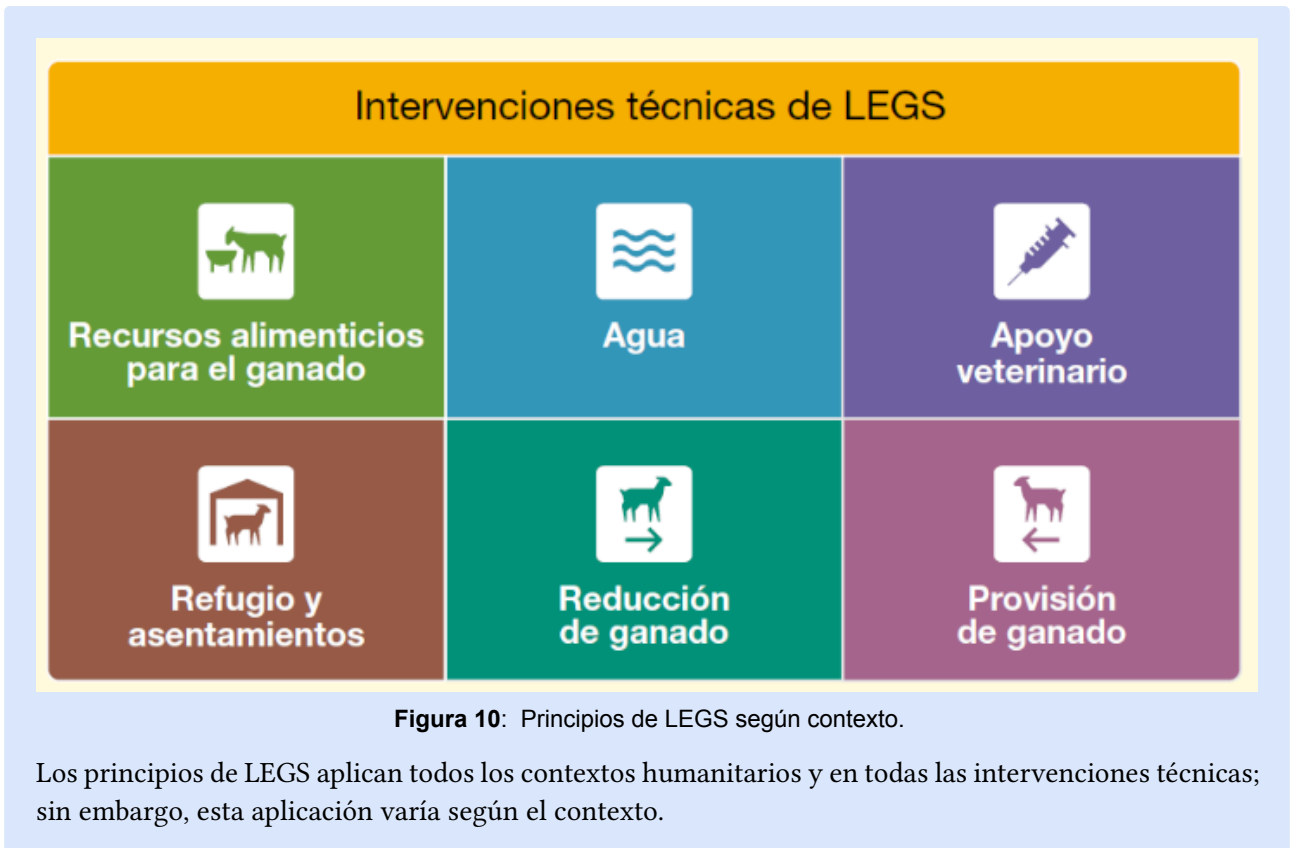 Intervenciones técnicas de LEGS
Recursos alimenticios
para el ganado
Agua
Apoyo
veterinario
Refugio y
asentamientos
Reducción
de ganado
Provisión
de ganado
Figura 10: Principios de LEGS según contexto.
Los principios de LEGS aplican todos los contextos humanitarios y en todas las intervenciones técnicas;
sin embargo, esta aplicación varía según el contexto.